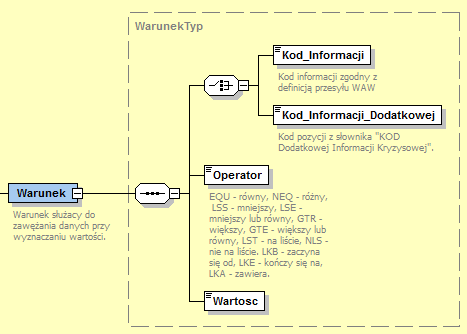 WarunekTyp
Kod_Informacji
Kod informacji zgodny z
definicją przesyłu WAW
Kod_Informacji_Dodatkowej
Kod pozycji z słownika "KOD
Dodatkowej Informacji Kryzysowej".
Warunek
Warunek służacy do
zawężania danych przy
wyznaczaniu wartości.
Operator
EQU - równy, NEQ - różny,
LSS - mniejszy, LSE -
mniejszy lub równy, GTR -
większy, GTE - większy lub
równy, LST - na liście, NLS -
nie na liście. LKB - zaczyna
się od, LKE - kończy się na,
LKA - zawiera.
Wartosc